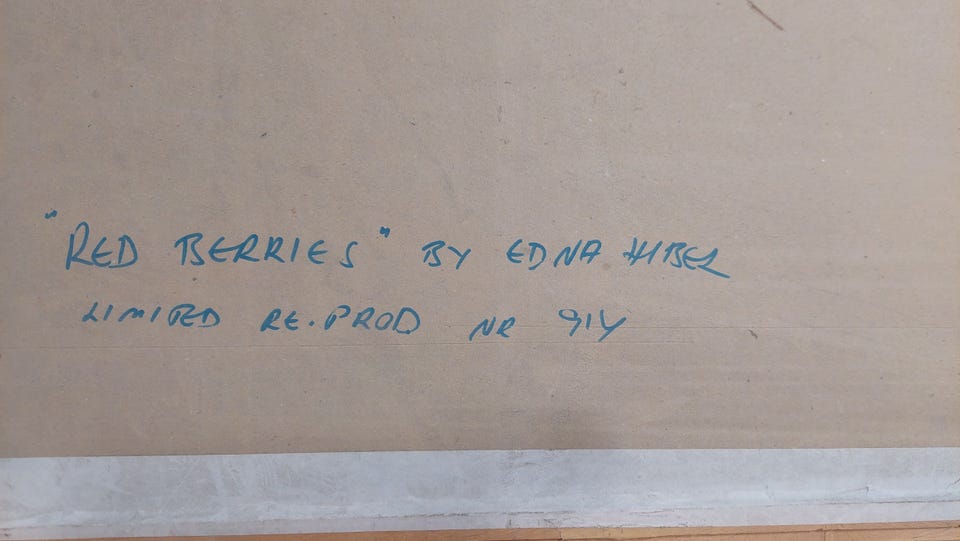 "RED BERRIES" BY EDNA HIBEL
LIMITED RE.PROD NR 914